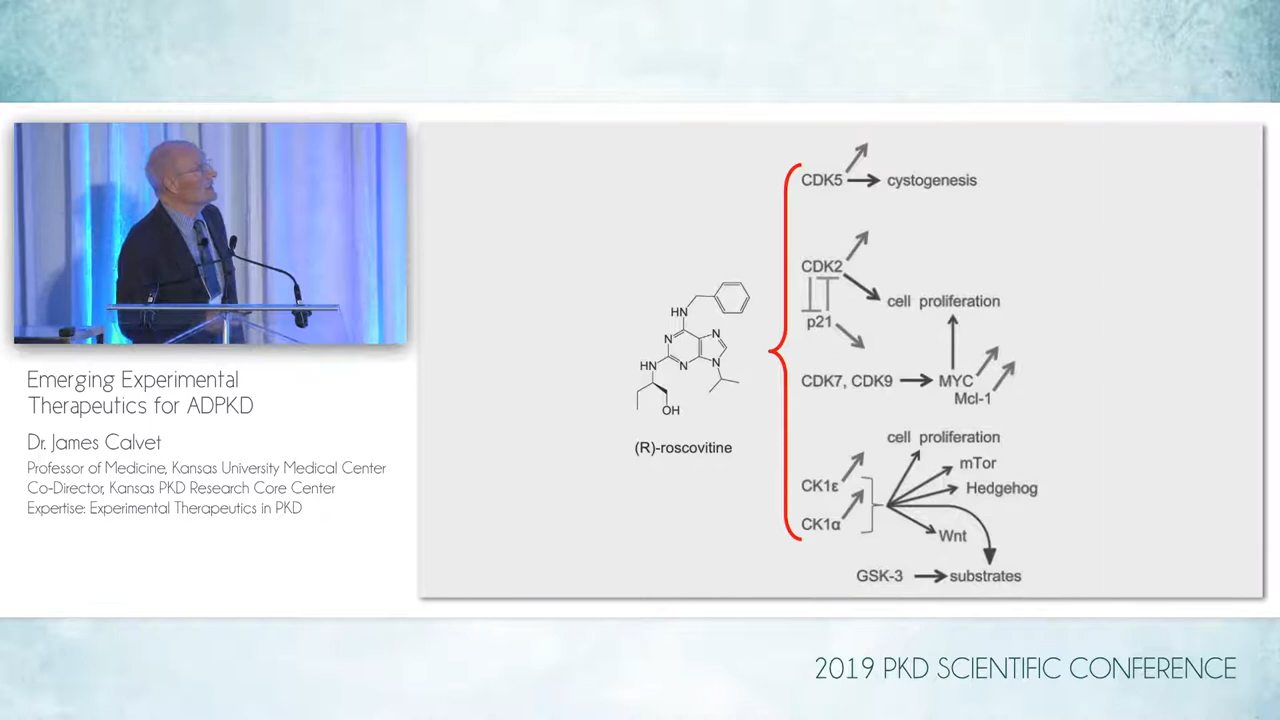 Emerging Experimental
Therapeutics for ADPKD
Dr. James Calvet
Professor of Medicine, Kansas University Medical Center
Co-Director, Kansas PKD Research Core Center
Expertise: Experimental Therapeutics in PKD
HN
N
N
N
N
HN
OH
(R)-roscovitine
CDK5
cystogenesis
CDK2
cell proliferation
p21
CDK7, CDK9
MYC
Mcl-1
cell proliferation
mTor
CK1ε
Hedgehog
CK1α
Wnt
GSK-3
substrates
2019 PKD SCIENTIFIC CONFERENCE